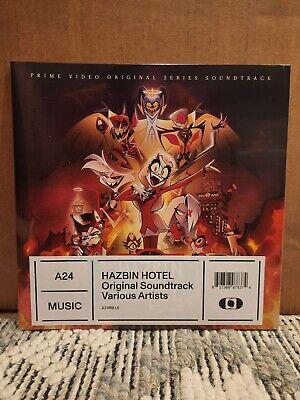 PRIME VIDEO ORIGINAL SERIES SOUNDTRACK
A24
MUSIC
HAZBIN HOTEL
Original Soundtrack
Various Artists